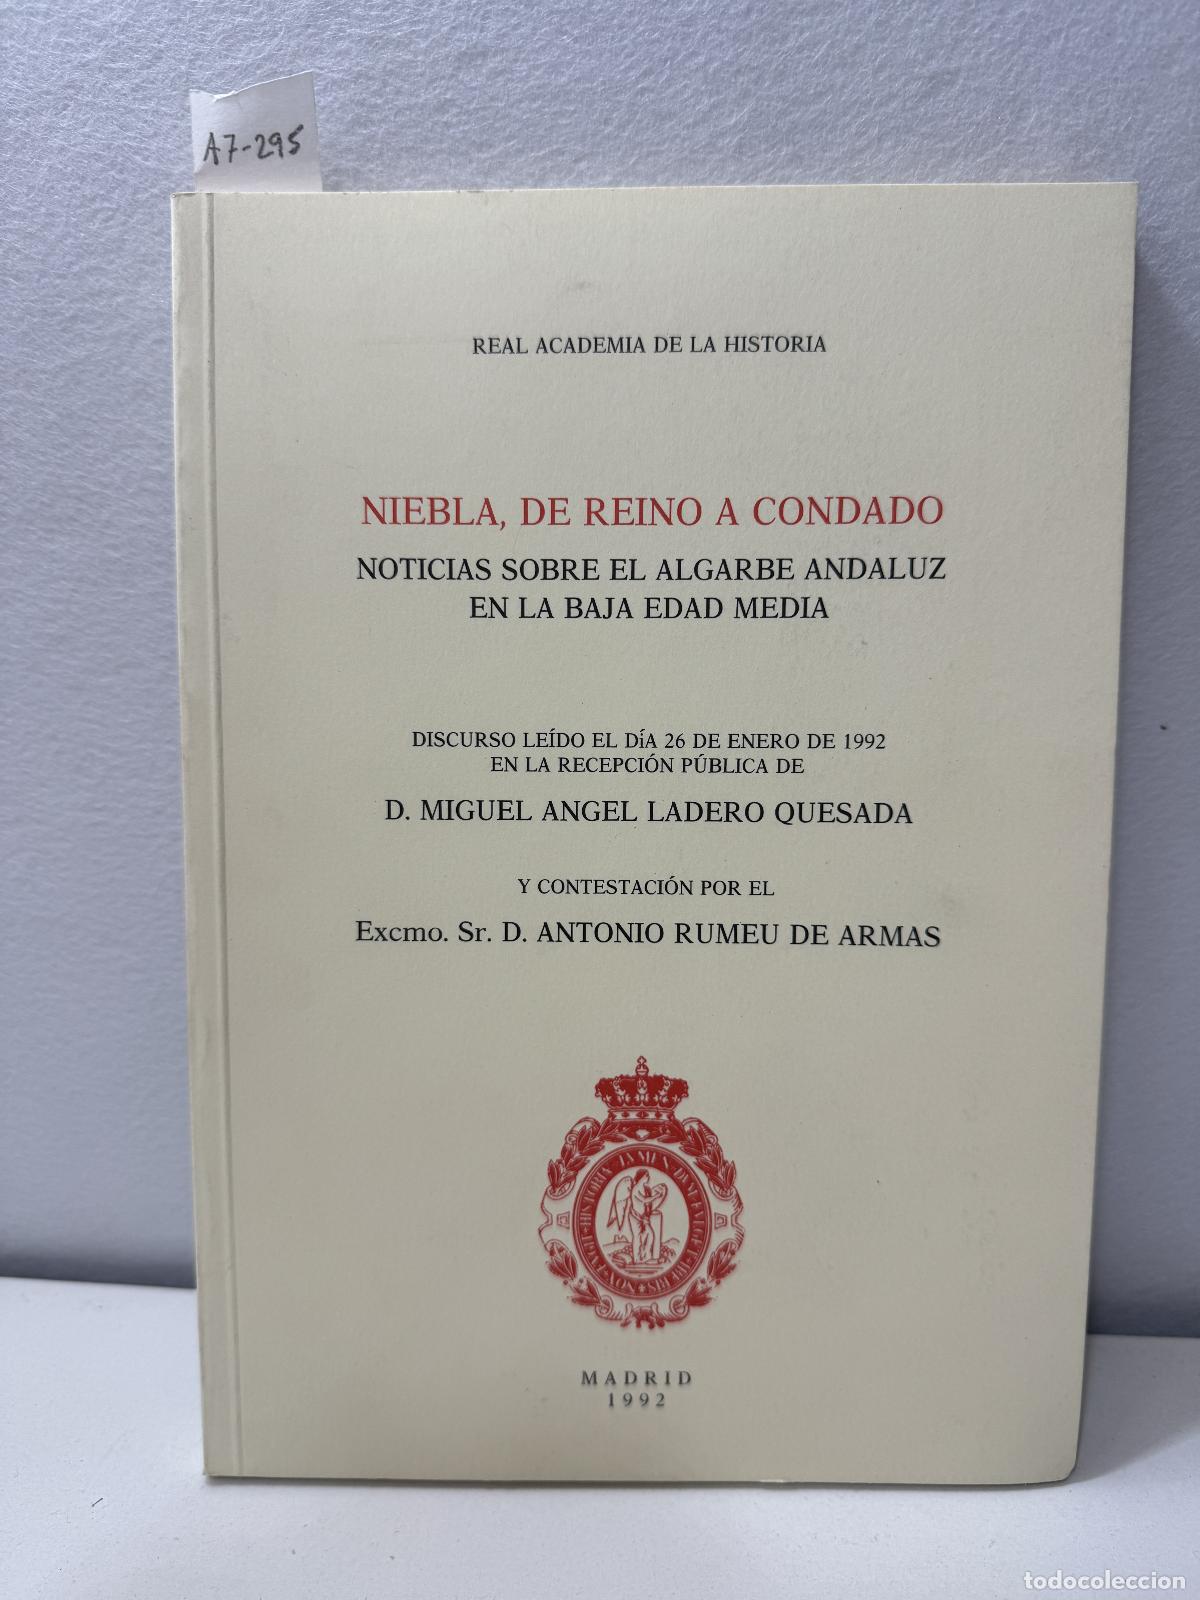 A7-295
REAL ACADEMIA DE LA HISTORIA
NIEBLA, DE REINO A CONDADO
NOTICIAS SOBRE EL ALGARBE ANDALUZ
EN LA BAJA EDAD MEDIA
DISCURSO LEÍDO EL DíA 26 DE ENERO DE 1992
EN LA RECEPCIÓN PÚBLICA DE
D. MIGUEL ANGEL LADERO QUESADA
Y CONTESTACIÓN POR EL
Excmo. Sr. D. ANTONIO RUMEU DE ARMAS
MADRID
1992
todocoleccion